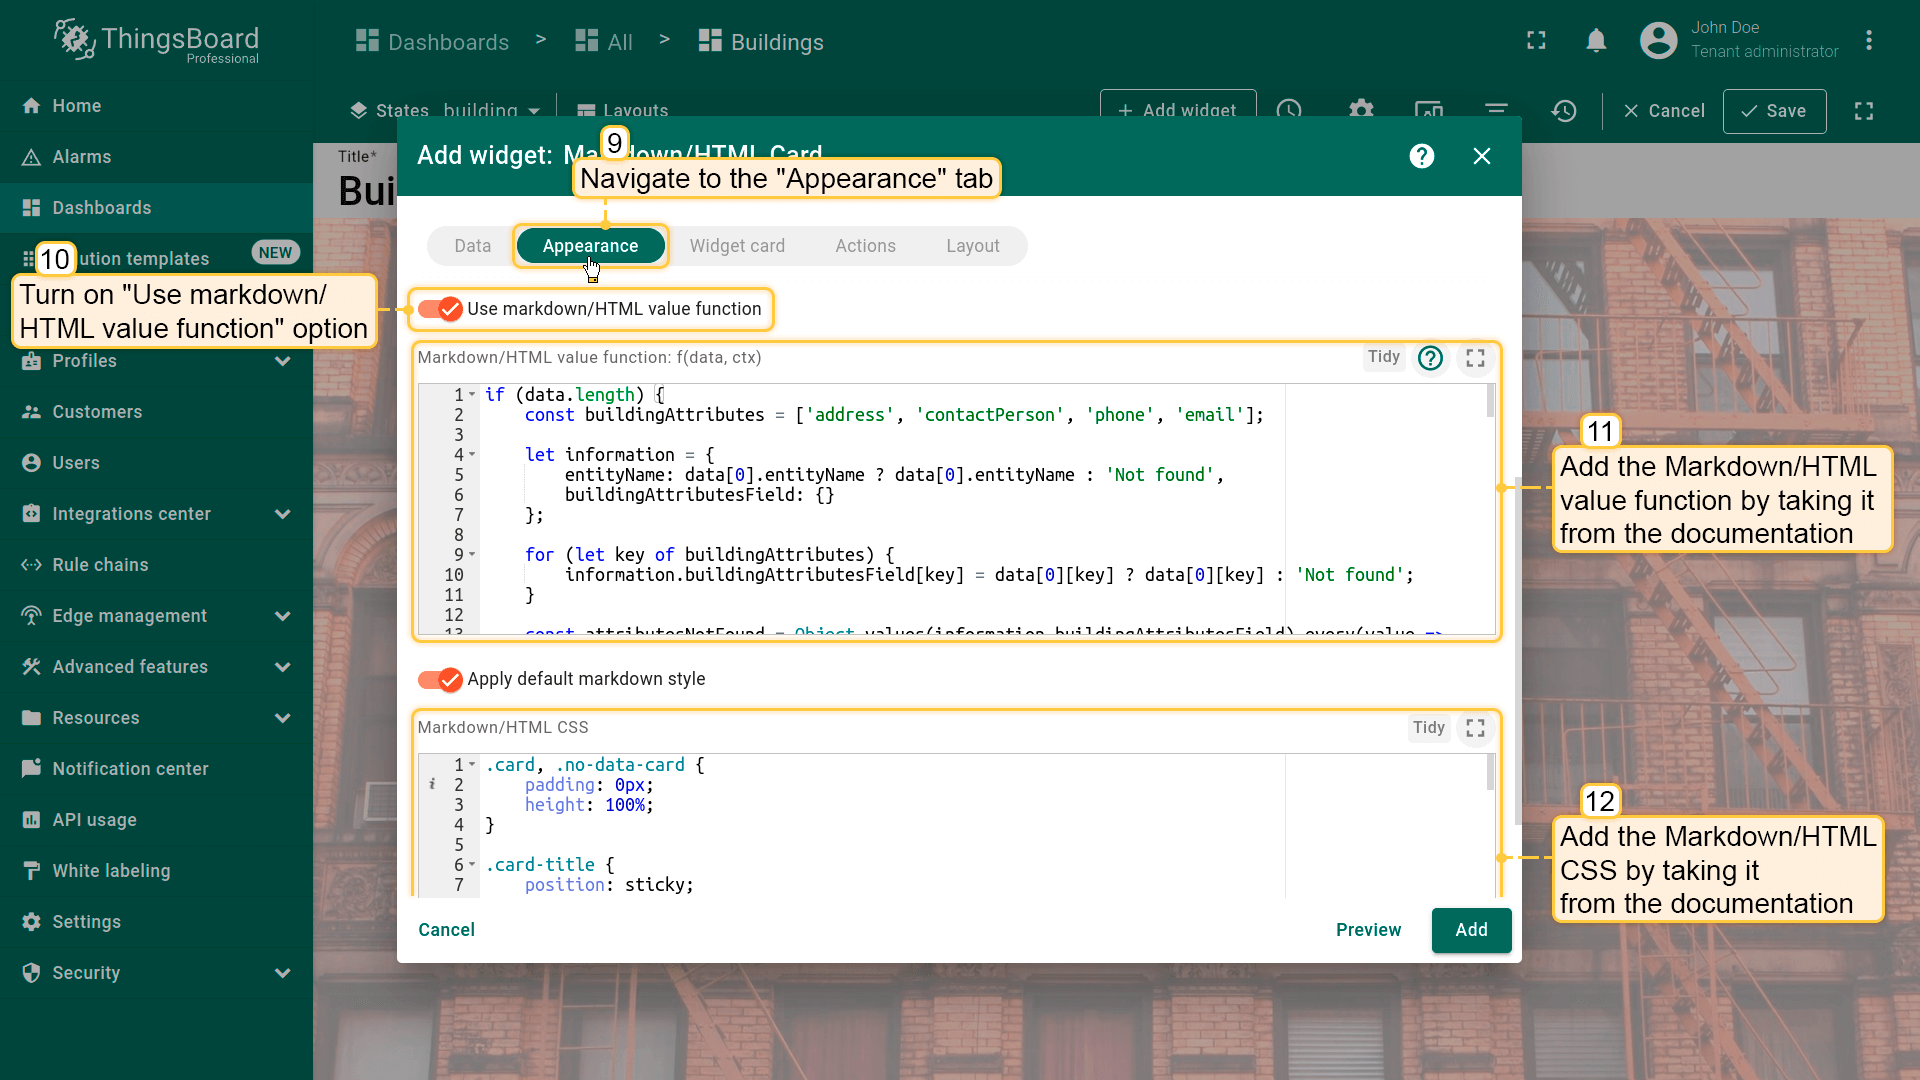 ThingsBoard
Professional
Dashboards > All > Buildings
John Doe
Tenant administrator
States building
Layouts
+ Add widget
Cancel
Save
Home
Alarms
Dashboards
ution templates NEW
Profiles
Customers
Users
Integrations center
Rule chains
Edge management
Advanced features
Resources
Notification center
API usage
White labeling
Settings
Security
Title*
Bui
Add widget: Markdown/HTML Card
9
Navigate to the "Appearance" tab
Data
Appearance
Widget card
Actions
Layout
10
Turn on "Use markdown/
HTML value function" option
Use markdown/HTML value function
Markdown/HTML value function: f(data, ctx)
Tidy
1 if (data.length) {
2 const buildingAttributes = ['address', 'contactPerson', 'phone', 'email'];
3
4 let information = {
5 entityName: data[0].entityName ? data[0].entityName : 'Not found',
6 buildingAttributesField: {}
7 };
8
9 for (let key of buildingAttributes) {
10 information.buildingAttributesField[key] = data[0][key] ? data[0][key] : 'Not found';
11 }
12
13 const attributesNotFound = Object.values(information.buildingAttributesField).every(value =>
11
Add the Markdown/HTML
value function by taking it
from the documentation
Apply default markdown style
Markdown/HTML CSS
Tidy
1 .card, .no-data-card {
i 2 padding: 0px;
3 height: 100%;
4 }
5
6 .card-title {
7 position: sticky;
12
Add the Markdown/HTML
CSS by taking it
from the documentation
Cancel
Preview
Add